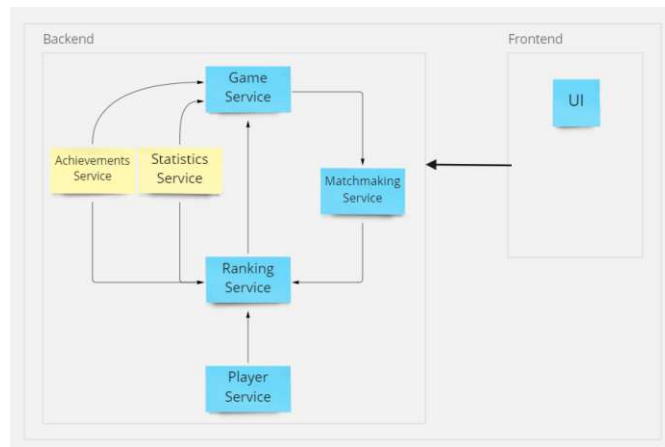 Backend
Frontend
Game
Service
UI
Achievements
Service
Statistics
Service
Matchmaking
Service
Ranking
Service
Player
Service